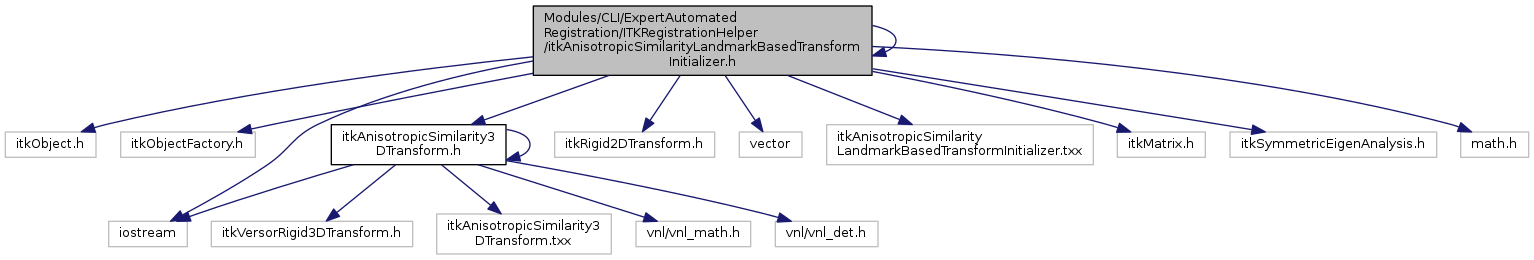 Modules/CLI/ExpertAutomated
Registration/ITKRegistrationHelper
/itkAnisotropicSimilarityLandmarkBasedTransform
Initializer.h
itkObject.h
itkObjectFactory.h
itkAnisotropicSimilarity3
DTransform.h
itkRigid2DTransform.h
vector
itkAnisotropicSimilarity
LandmarkBasedTransformInitializer.txx
itkMatrix.h
itkSymmetricEigenAnalysis.h
math.h
iostream
itkVersorRigid3DTransform.h
itkAnisotropicSimilarity3
DTransform.txx
vnl/vnl_math.h
vnl/vnl_det.h